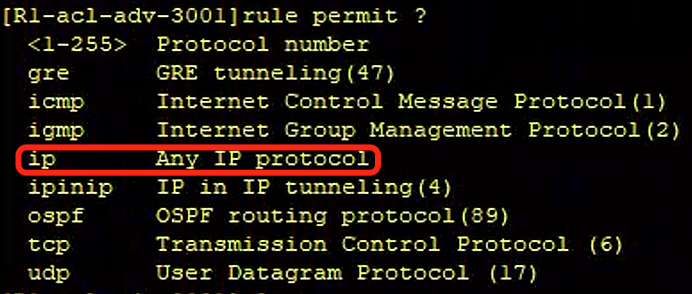 [R1-acl-adv-3001]rule permit ?
<1-255> Protocol number
gre GRE tunneling(47)
icmp Internet Control Message Protocol(1)
igmp Internet Group Management Protocol(2)
ip Any IP protocol
ipinip IP in IP tunneling(4)
ospf OSPF routing protocol(89)
tcp Transmission Control Protocol (6)
udp User Datagram Protocol (17)